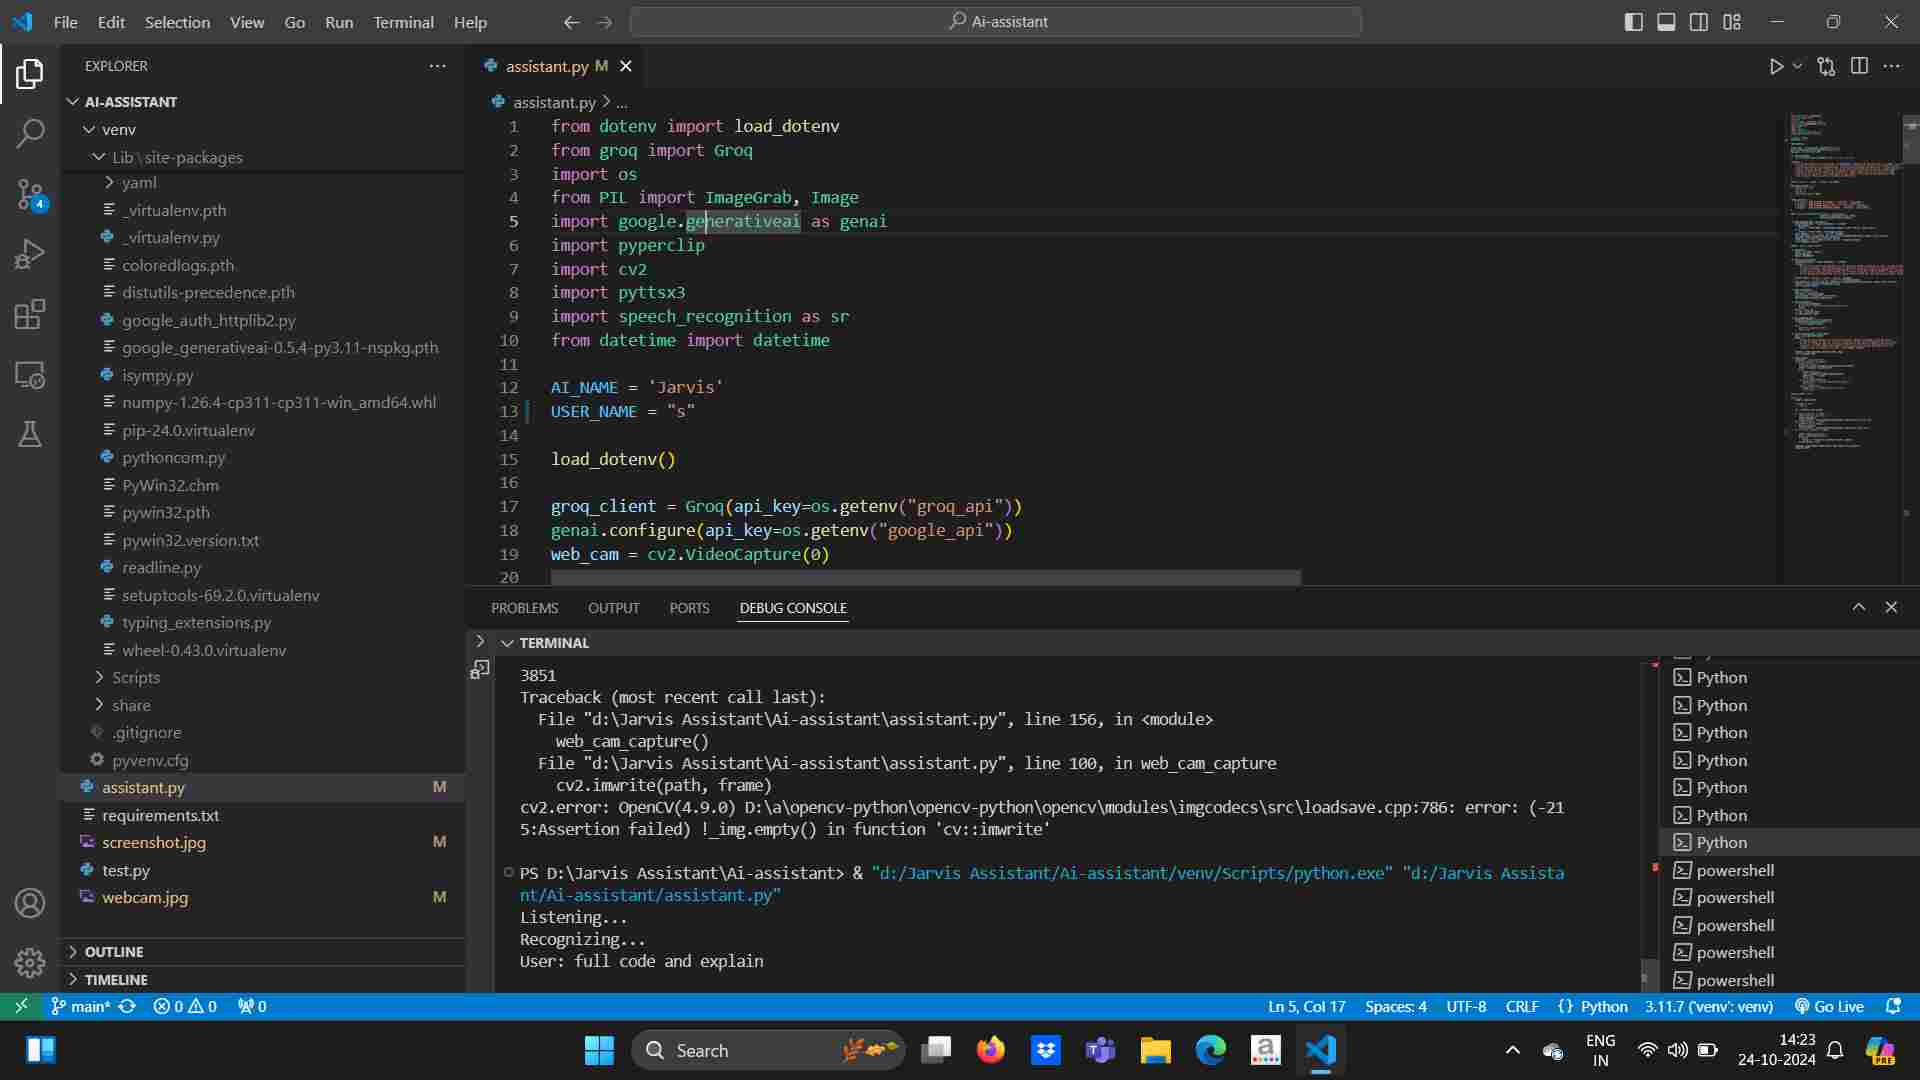 File Edit Selection View Go Run Terminal Help
Ai-assistant
EXPLORER
AI-ASSISTANT
venv
Lib\site-packages
yaml
_virtualenv.pth
_virtualenv.py
coloredlogs.pth
distutils-precedence.pth
google_auth_httplib2.py
google_generativeai-0.5.4-py3.11-nspkg.pth
isympy.py
numpy-1.26.4-cp311-cp311-win_amd64.whl
pip-24.0.virtualenv
pythoncom.py
PyWin32.chm
pywin32.pth
pywin32.version.txt
readline.py
setuptools-69.2.0.virtualenv
typing_extensions.py
wheel-0.43.0.virtualenv
Scripts
share
.gitignore
pyvenv.cfg
assistant.py M
requirements.txt
screenshot.jpg M
test.py
webcam.jpg M
OUTLINE
TIMELINE
4
assistant.py M
assistant.py > ...
1 from dotenv import load_dotenv
2 from groq import Groq
3 import os
4 from PIL import ImageGrab, Image
5 import google.generativeai as genai
6 import pyperclip
7 import cv2
8 import pyttsx3
9 import speech_recognition as sr
10 from datetime import datetime
11
12 AI_NAME = 'Jarvis'
13 USER_NAME = "s"
14
15 load_dotenv()
16
17 groq_client = Groq(api_key=os.getenv("groq_api"))
18 genai.configure(api_key=os.getenv("google_api"))
19 web_cam = cv2.VideoCapture(0)
20
PROBLEMS OUTPUT PORTS DEBUG CONSOLE
TERMINAL
3851
Traceback (most recent call last):
File "d:\Jarvis Assistant\Ai-assistant\assistant.py", line 156, in <module>
web_cam_capture()
File "d:\Jarvis Assistant\Ai-assistant\assistant.py", line 100, in web_cam_capture
cv2.imwrite(path, frame)
cv2.error: OpenCV(4.9.0) D:\a\opencv-python\opencv-python\opencv\modules\imgcodecs\src\loadsave.cpp:786: error: (-21
5:Assertion failed) !_img.empty() in function 'cv::imwrite'
PS D:\Jarvis Assistant\Ai-assistant> & "d:/Jarvis Assistant/Ai-assistant/venv/Scripts/python.exe" "d:/Jarvis Assista
nt/Ai-assistant/assistant.py"
Listening...
Recognizing...
User: full code and explain
Python
Python
Python
Python
Python
Python
Python
powershell
powershell
powershell
powershell
powershell
main* 0 0 0
Ln 5, Col 17 Spaces: 4 UTF-8 CRLF {} Python 3.11.7 ('venv': venv) Go Live
Search
a
ENG
IN
14:23
24-10-2024
PRE